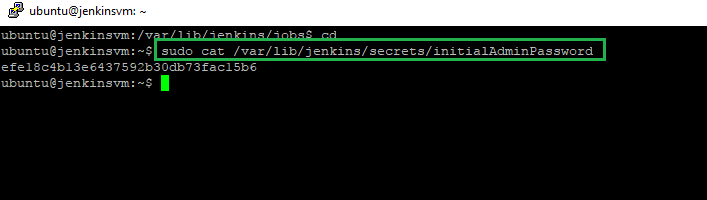 ubuntu@jenkinsvm: ~
ubuntu@jenkinsvm:/var/lib/jenkins/jobs$ cd
ubuntu@jenkinsvm:~$ sudo cat /var/lib/jenkins/secrets/initialAdminPassword
efe18c4b13e6437592b30db73fac15b6
ubuntu@jenkinsvm:~$